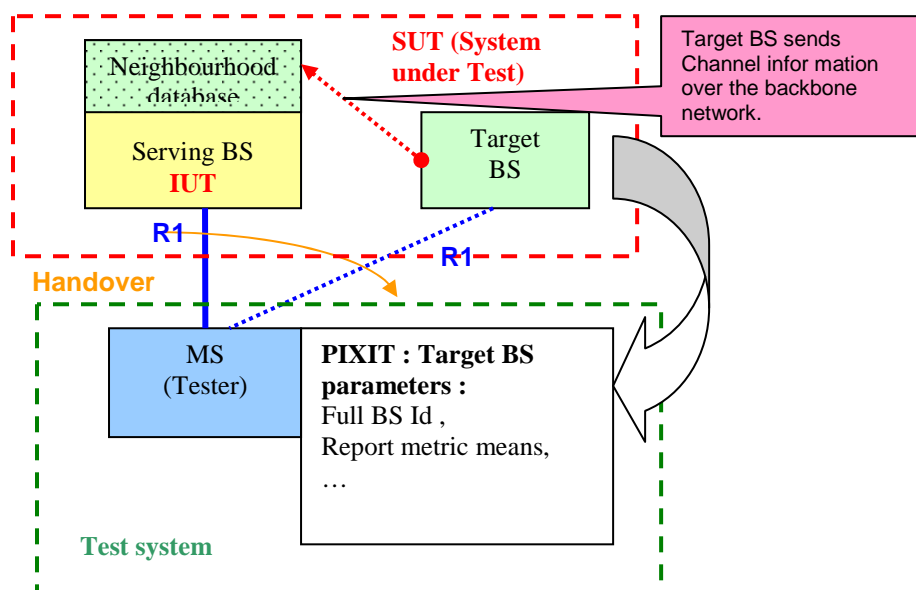 SUT (System
under Test)
Target BS sends
Channel infor mation
over the backbone
network.
Neighbourhood
database
Serving BS
IUT
Target
BS
R1
R1
Handover
MS
(Tester)
PIXIT : Target BS
parameters :
Full BS Id ,
Report metric means,
…
Test system